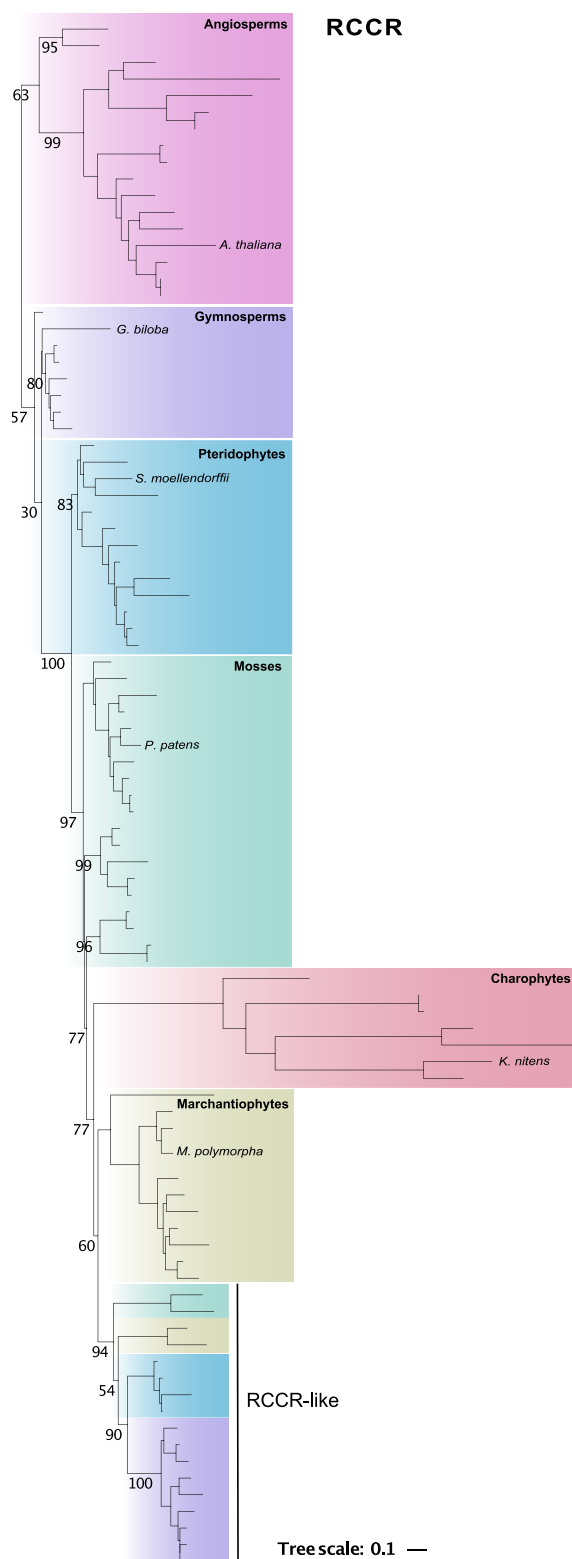 Angiosperms
RCCR
95
63
99
A. thaliana
Gymnosperms
G. biloba
80
57
Pteridophytes
S. moellendorffii
83
30
100
Mosses
P. patens
97
99
96
Charophytes
77
K. nitens
Marchantiophytes
77
M. polymorpha
60
94
54
RCCR-like
90
100
Tree scale: 0.1